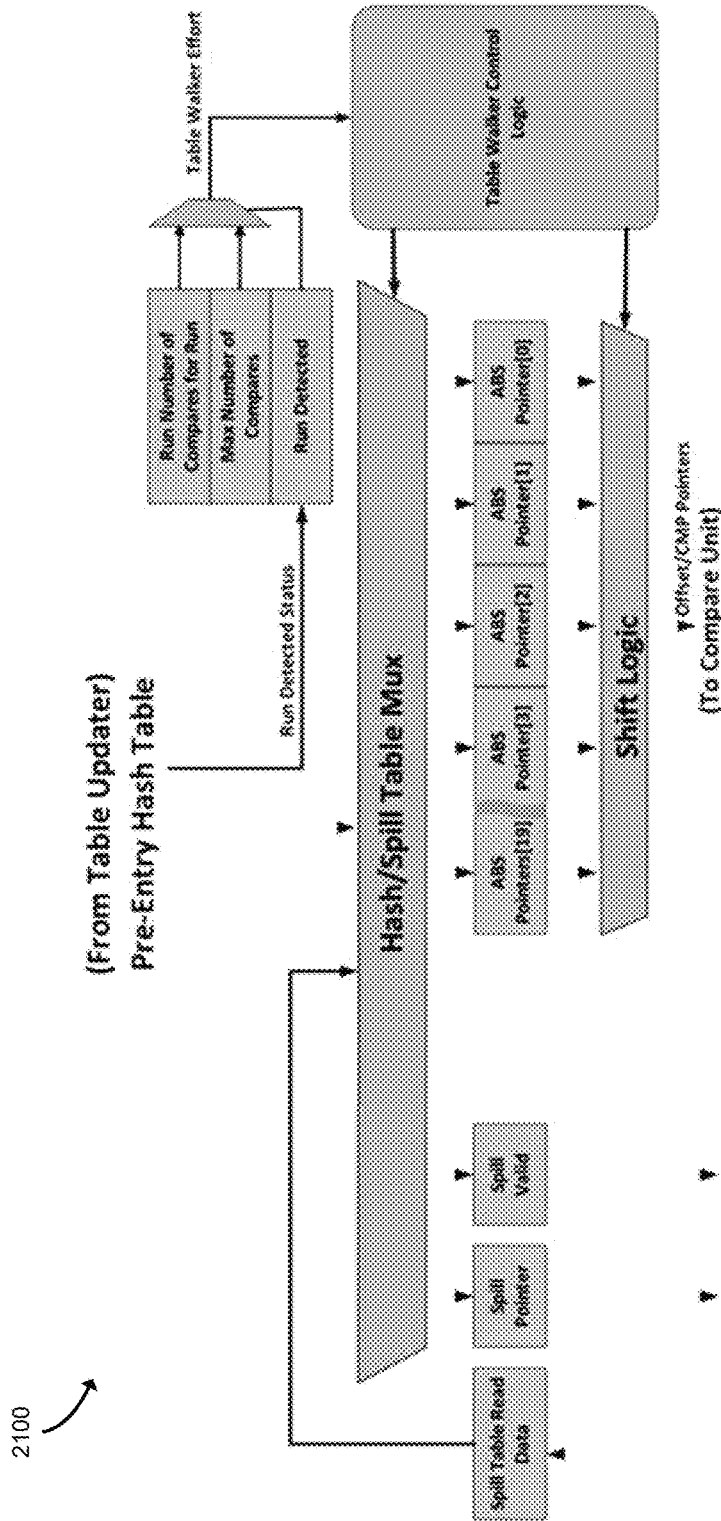 2100
(From Table Updater)
Pre-Entry Hash Table
Run Detected Status
Run Number of
Compares for Run
Max Number of
Compares
Run Detected
Table Walker Effort
Table Walker Control
Logic
Hash/Spill Table Mux
Spill Table Read
Data
Spill
Pointer
Spill
Valid
ABS
Pointers[19]
ABS
Pointer[3]
ABS
Pointer[2]
ABS
Pointer[1]
ABS
Pointer[0]
Shift Logic
Offset/CMP Pointers
(To Compare Unit)